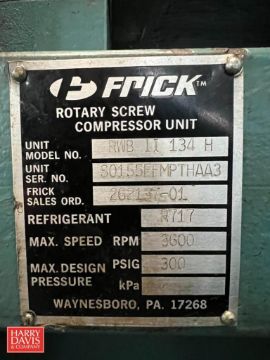 FRICK™
ROTARY SCREW
COMPRESSOR UNIT
UNIT MODEL NO. RWB II 134 H
UNIT SER. NO. S0155EFMPTHAA3
FRICK SALES ORD. 262137-01
REFRIGERANT R717
MAX. SPEED RPM 3600
MAX. DESIGN PRESSURE PSIG 300
kPa
WAYNESBORO, PA. 17268
HARRY
DAVIS
& COMPANY